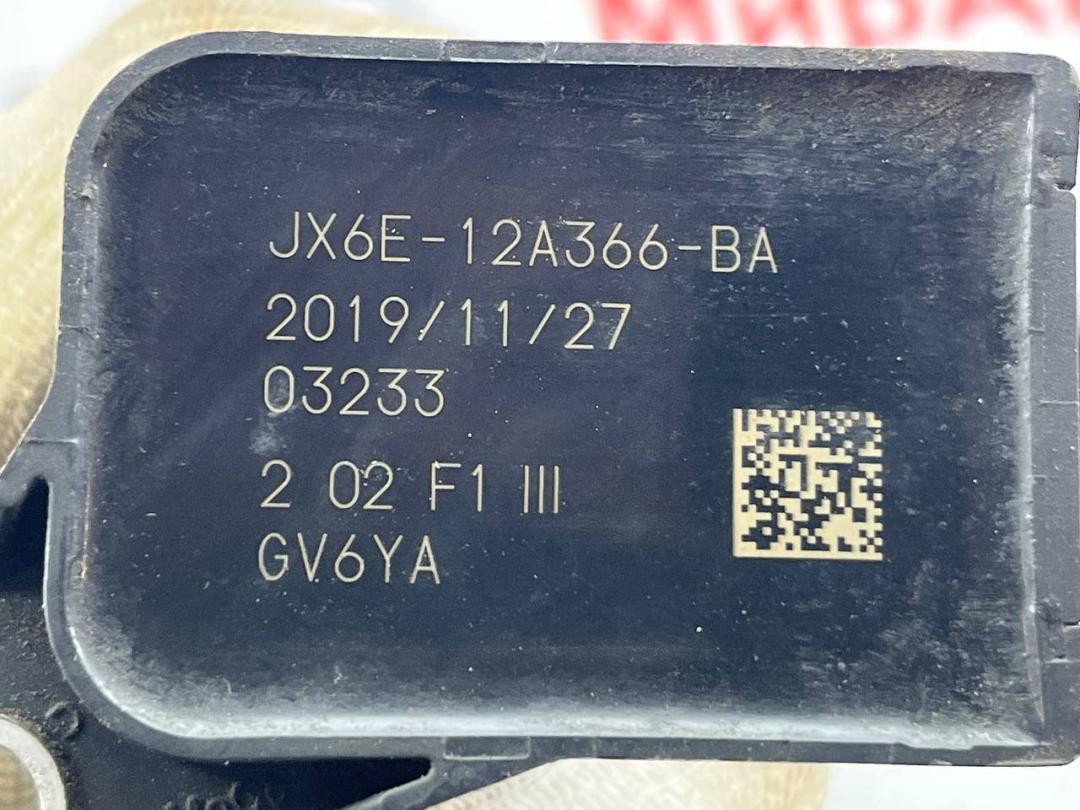 JX6E-12A366-BA
2019/11/27
03233
2 02 F1 III
GV6YA